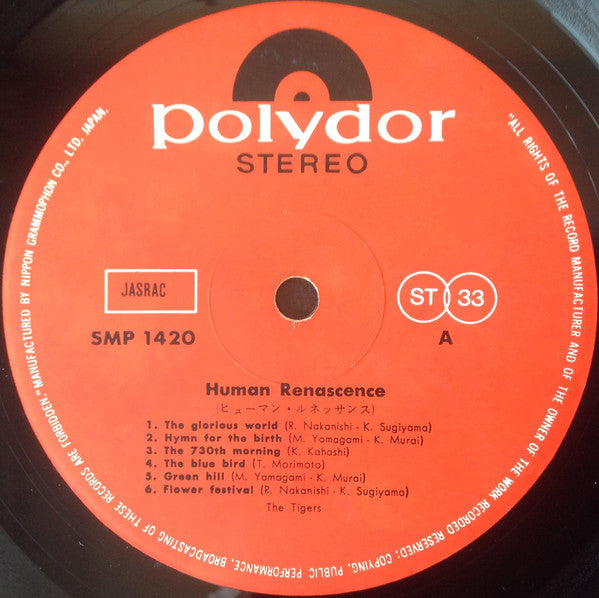 polydor
STEREO
JASRAC
SMP 1420
ST 33
A
Human Renascence
(ヒューマン・ルネッサンス)
1. The glorious world (R. Nakanishi - K. Sugiyama)
2. Hymn for the birth (M. Yamagami - K. Murai)
3. The 730th morning (K. Kahashi)
4. The blue bird (T. Morimoto)
5. Green hill (M. Yamagami - K. Murai)
6. Flower festival (R. Nakanishi - K. Sugiyama)
The Tigers
"ALL RIGHTS OF THE RECORD MANUFACTURER AND OF THE OWNER OF THE WORK RECORDED RESERVED: COPYING, PUBLIC PERFORMANCE, BROADCASTING OF THESE RECORDS ARE FORBIDDEN." MANUFACTURED BY NIPPON GRAMMOPHON CO., LTD. JAPAN.